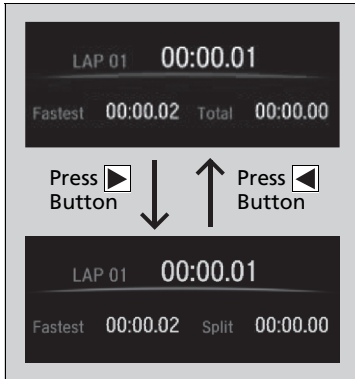 LAP 01 00:00.01
Fastest 00:00.02 Total 00:00.00
Press ▶ Button
Press ◀ Button
LAP 01 00:00.01
Fastest 00:00.02 Split 00:00.00